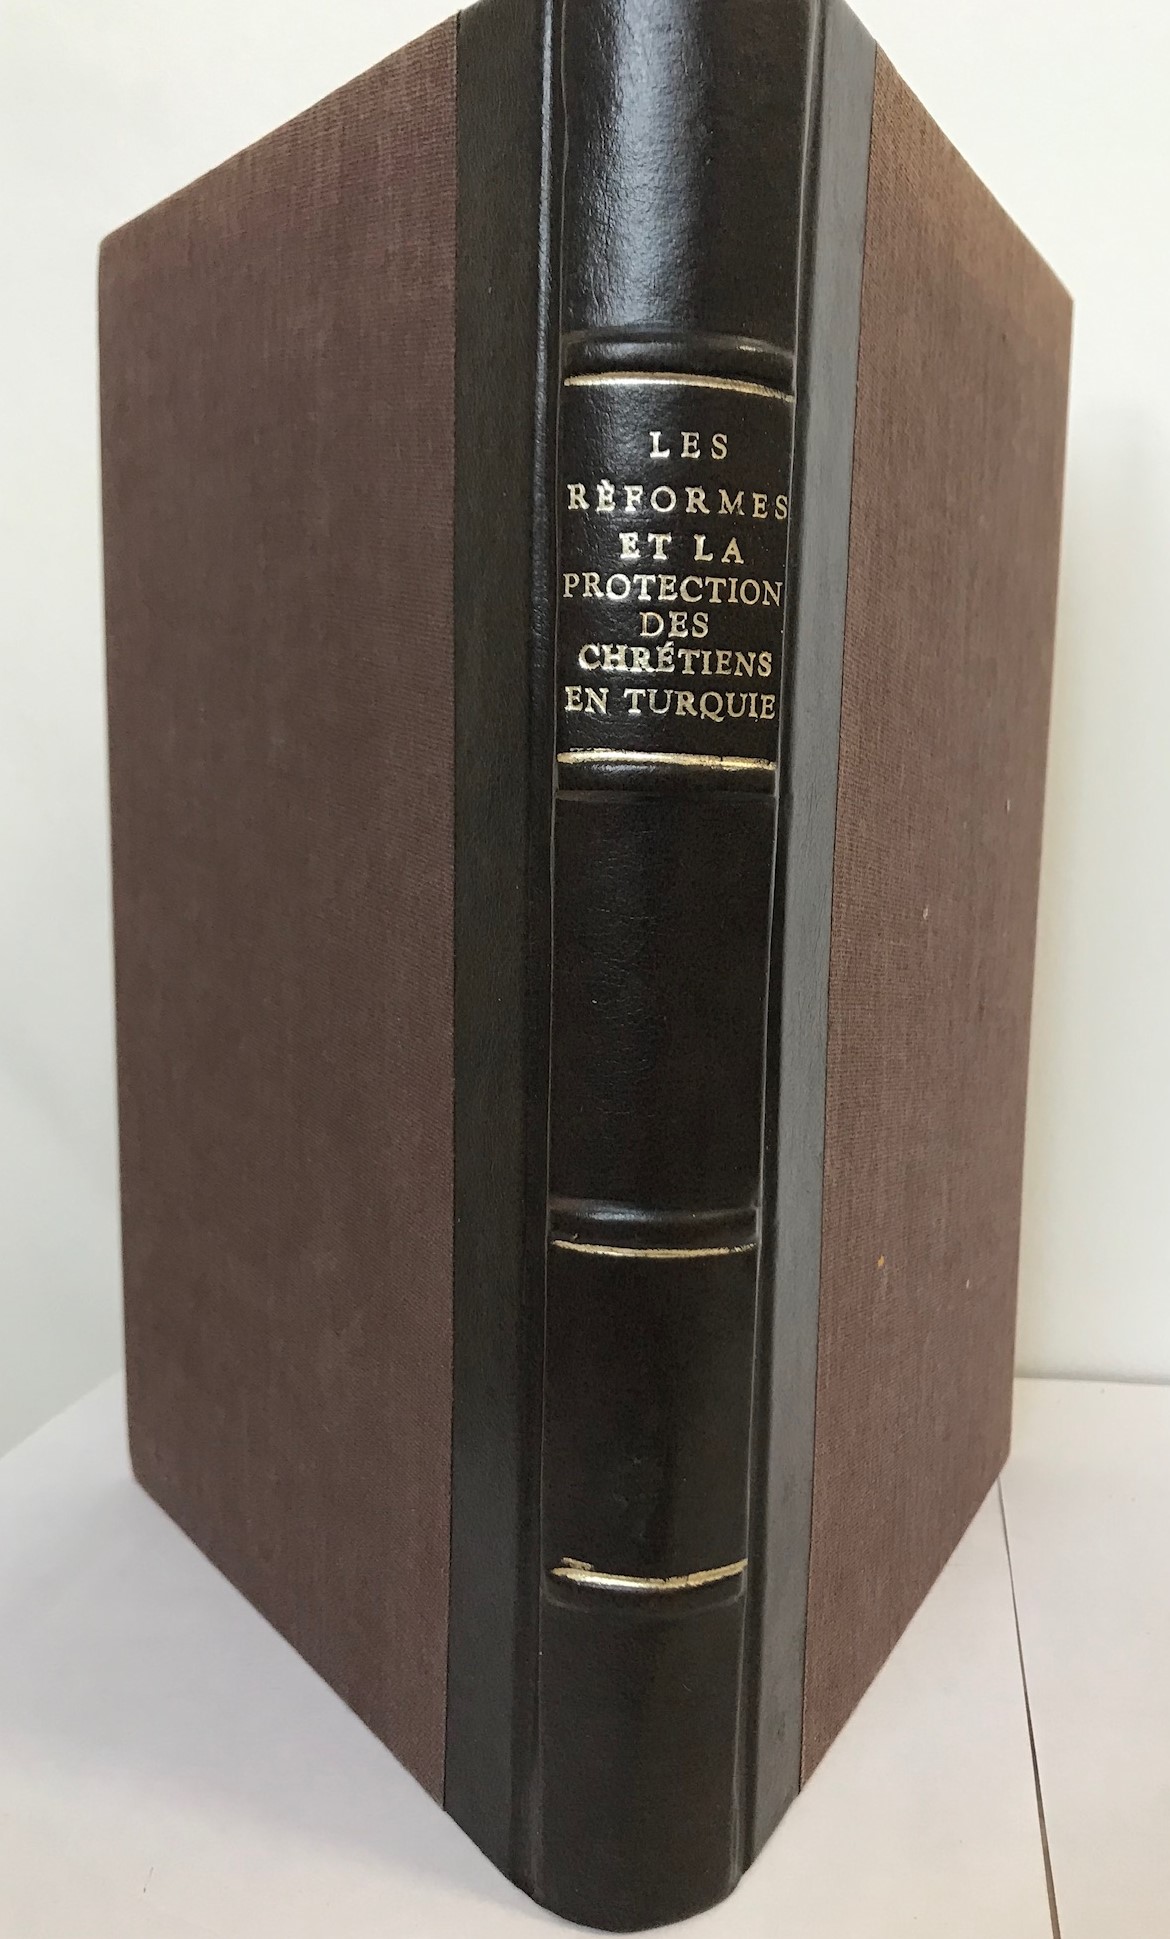 LES
RÈFORMES
ET LA
PROTECTION
DES
CHRÉTIENS
EN TURQUIE